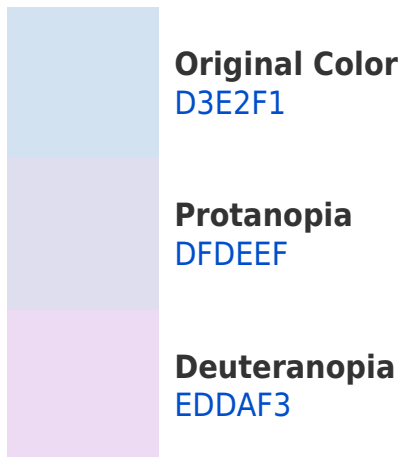 Original Color
D3E2F1
Protanopia
DFDEEF
Deuteranopia
EDDAF3